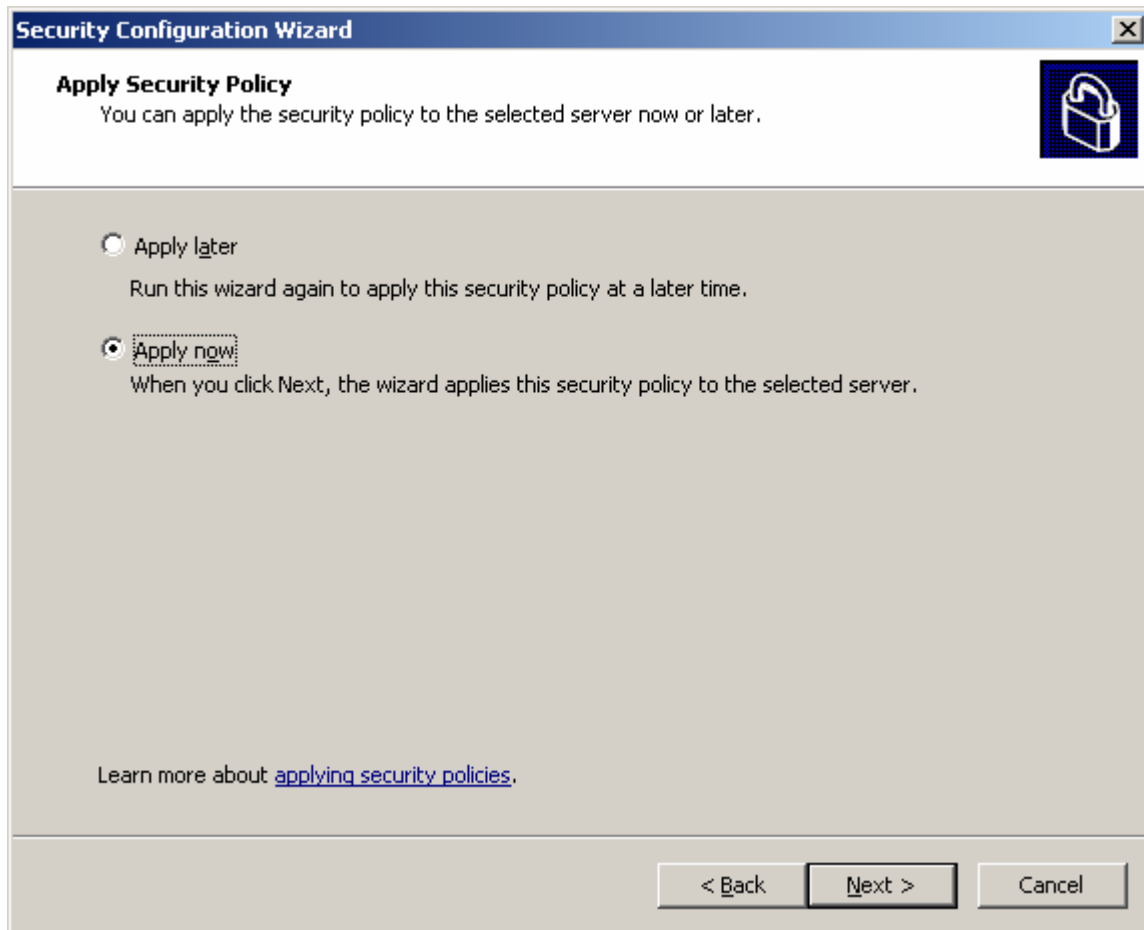 Security Configuration Wizard
Apply Security Policy
You can apply the security policy to the selected server now or later.
Apply later
Run this wizard again to apply this security policy at a later time.
Apply now
When you click Next, the wizard applies this security policy to the selected server.
Learn more about applying security policies.
< Back Next > Cancel